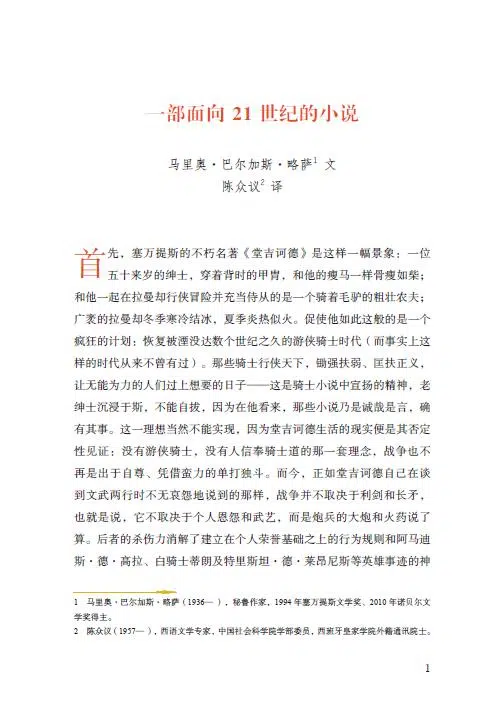 一部面向 21 世纪的小说
马里奥·巴尔加斯·略萨1 文
陈众议2 译
首先，塞万提斯的不朽名著《堂吉诃德》是这样一幅景象：一位
五十来岁的绅士，穿着背时的甲胄，和他的瘦马一样骨瘦如柴；
和他一起在拉曼却行侠冒险并充当侍从的是一个骑着毛驴的粗壮农夫；
广袤的拉曼却冬季寒冷结冰，夏季炎热似火。促使他如此这般的是一个
疯狂的计划：恢复被湮没达数个世纪之久的游侠骑士时代（而事实上这
样的时代从来不曾有过）。那些骑士行侠天下，锄强扶弱、匡扶正义，
让无能为力的人们过上想要的日子——这是骑士小说中宣扬的精神，老
绅士沉浸于斯，不能自拔，因为在他看来，那些小说乃是诚哉是言，确
有其事。这一理想当然不能实现，因为堂吉诃德生活的现实便是其否定
性见证：没有游侠骑士，没有人信奉骑士道的那一套理念，战争也不
再是出于自尊、凭借蛮力的单打独斗。而今，正如堂吉诃德自己在谈
到文武两行时不无哀怨地说到的那样，战争并不取决于利剑和长矛，
也就是说，它不取决于个人恩怨和武艺，而是炮兵的大炮和火药说了
算。后者的杀伤力消解了建立在个人荣誉基础之上的行为规则和阿马迪
斯·德·高拉、白骑士蒂朗及特里斯坦·德·莱昂尼斯等英雄事迹的神
1 马里奥·巴尔加斯·略萨（1936— ），秘鲁作家，1994 年塞万提斯文学奖、2010 年诺贝尔文
学奖得主。
2 陈众议（1957— ），西语文学专家，中国社会科学院学部委员，西班牙皇家学院外籍通讯院士。
1